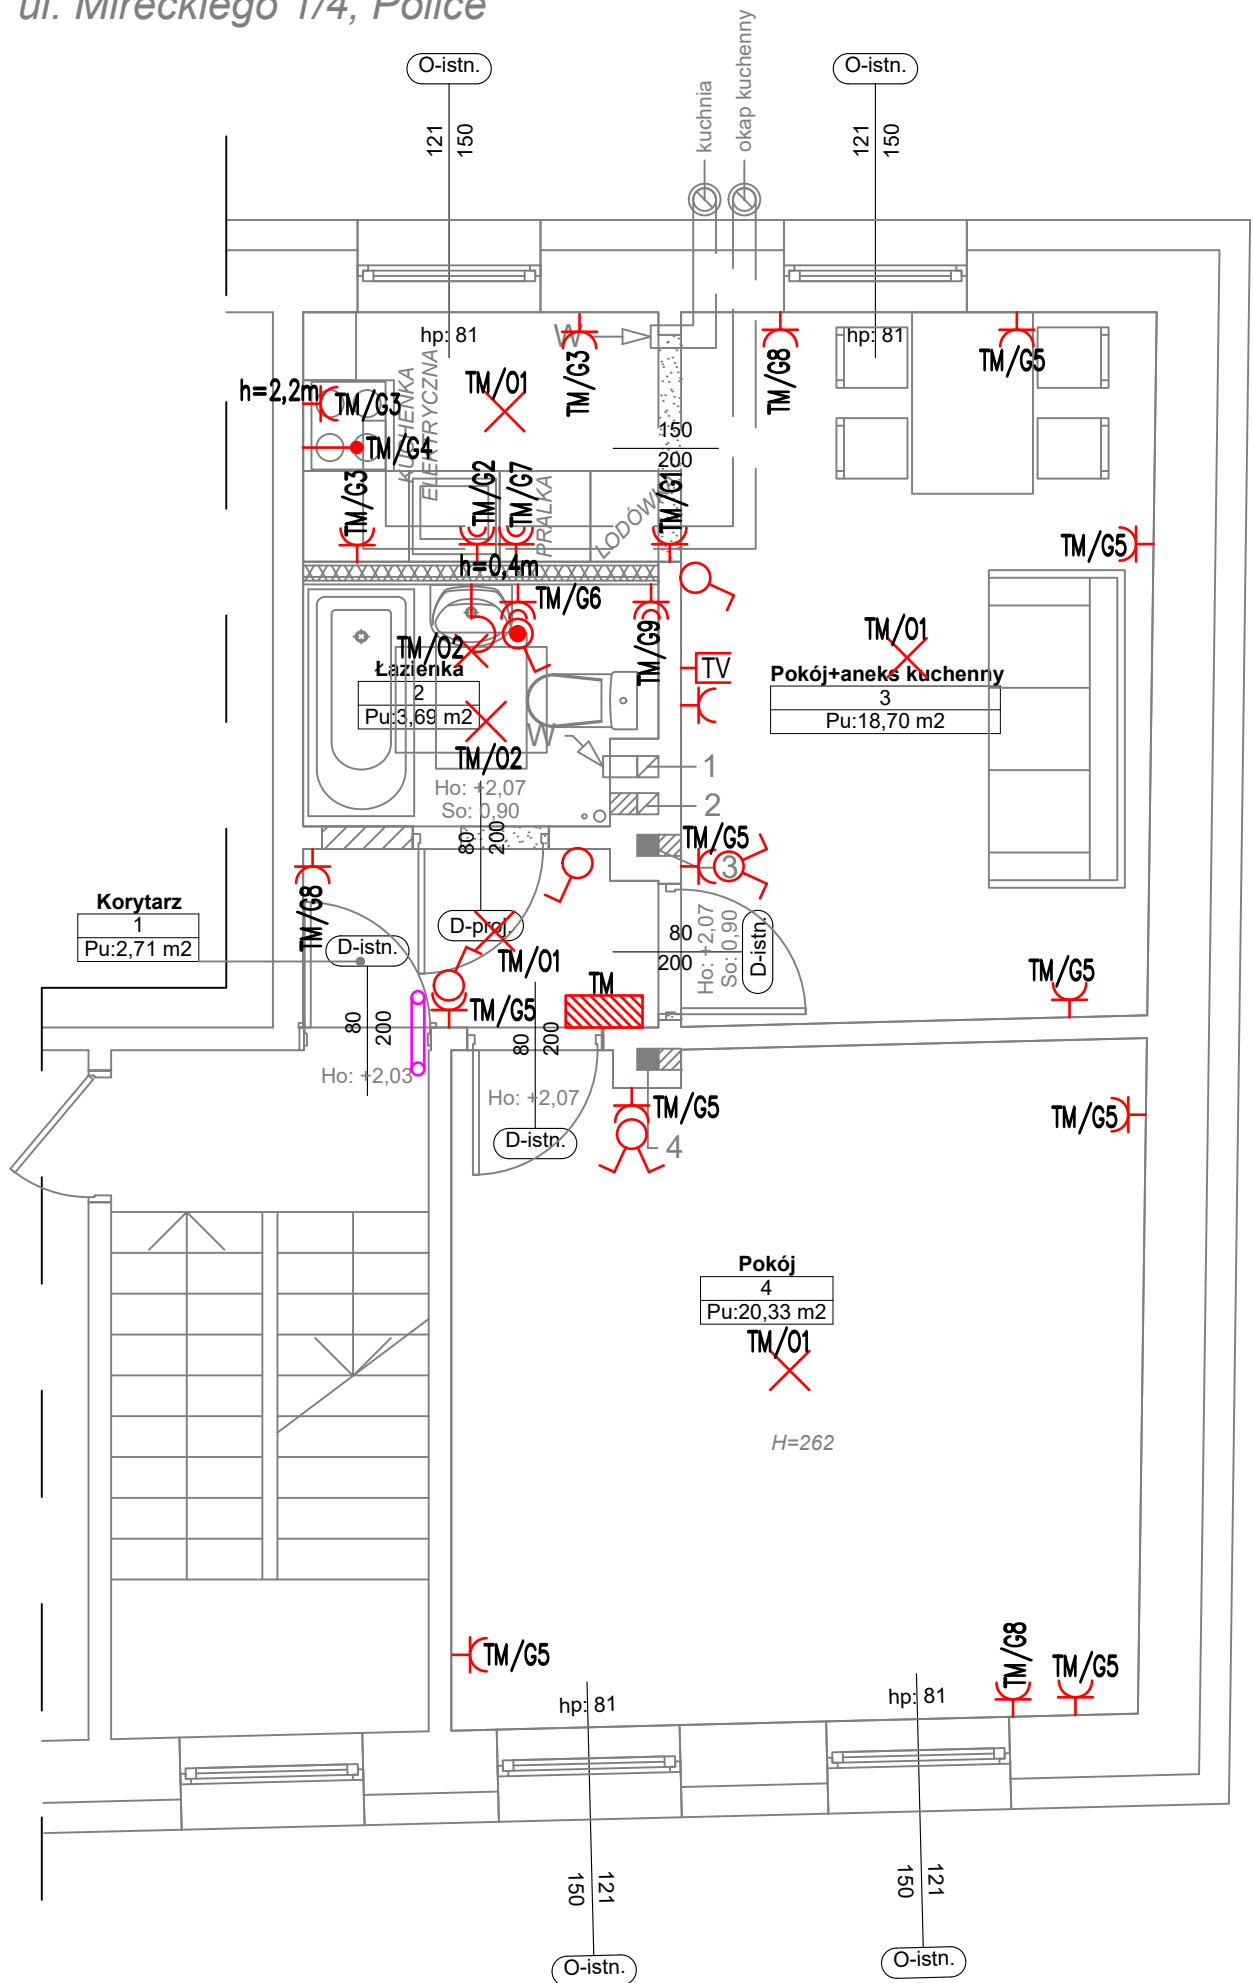 ul. Mireckiego 1/4, Police
O-istn.
O-istn.
121
150
121
150
kuchnia
okap kuchenny
hp: 81
W
hp: 81
TM/G3
TM/G8
TM/G5
h=2,2m
TM/G3
KUCHENKA
ELEKTRYCZNA
TM/O1
TM/G4
150
200
TM/G3
TM/G2
TM/G7
PRALKA
LODÓWKA
TM/G1
TM/G5
h=0,4m
TM/G6
TM/G9
TM/O2
Łazienka
2
Pu:3,69 m2
TM/O1
TV
Pokój+aneks kuchenny
3
Pu:18,70 m2
W
TM/O2
1
2
Ho: +2,07
So: 0,90
80
200
TM/G5
3
TM/G8
Korytarz
1
Pu:2,71 m2
D-istn.
D-proj.
TM/O1
80
200
Ho: +2,07
So: 0,90
D-istn.
TM/G5
TM
TM/G5
80
200
80
200
Ho: +2,03
Ho: +2,07
D-istn.
TM/G5
4
TM/G5
Pokój
4
Pu:20,33 m2
TM/O1
H=262
TM/G5
TM/G8
TM/G5
hp: 81
hp: 81
150
121
150
121
O-istn.
O-istn.